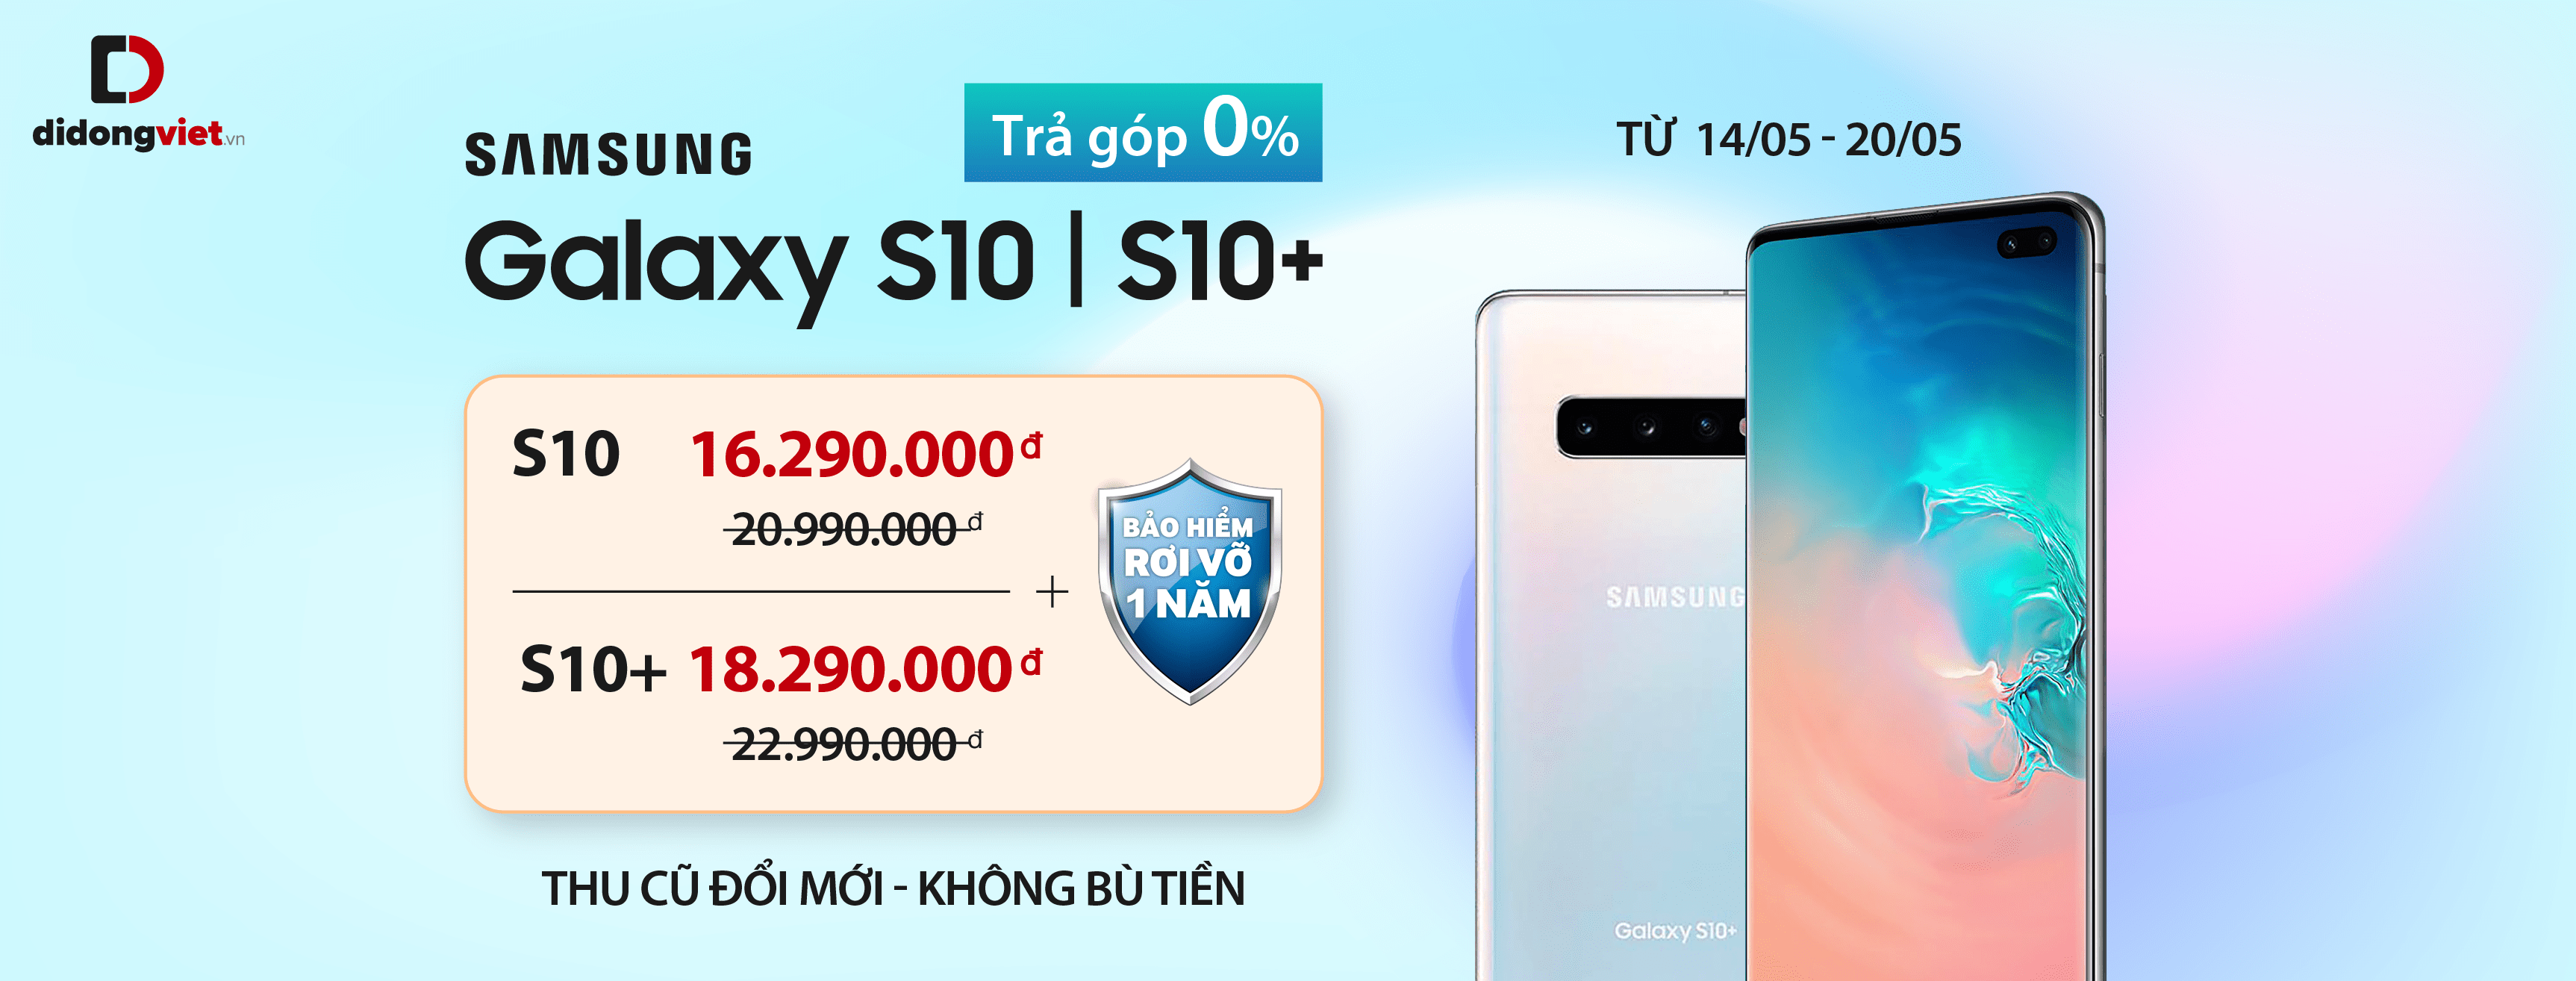 didongviet.vn
SAMSUNG
Trả góp 0%
Galaxy S10 | S10+
TỪ 14/05 - 20/05
S10 16.290.000đ
20.990.000đ
+
S10+ 18.290.000đ
22.990.000đ
BẢO HIỂM
RƠI VỠ
1 NĂM
THU CŨ ĐỔI MỚI - KHÔNG BÙ TIỀN
SAMSUNG
Galaxy S10+